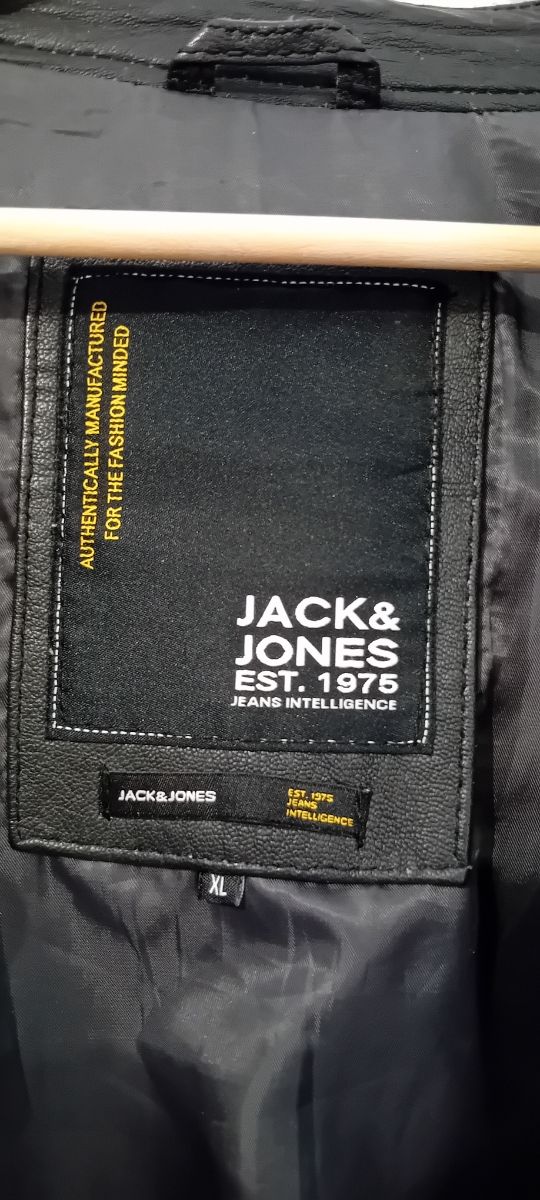 AUTHENTICALLY MANUFACTURED
FOR THE FASHION MINDED
JACK&
JONES
EST. 1975
JEANS INTELLIGENCE
JACK&JONES
EST. 1975
JEANS
INTELLIGENCE
XL